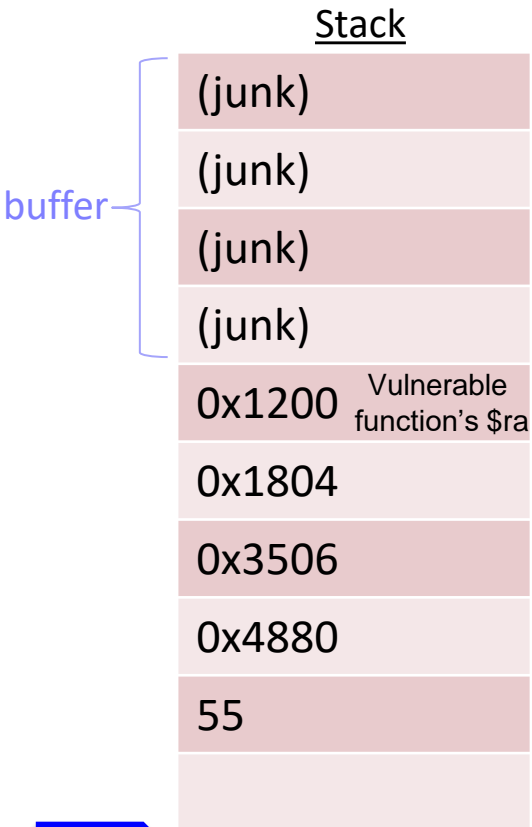 Stack
(junk)
(junk)
buffer
(junk)
(junk)
0x1200 Vulnerable function's $ra
0x1804
0x3506
0x4880
55